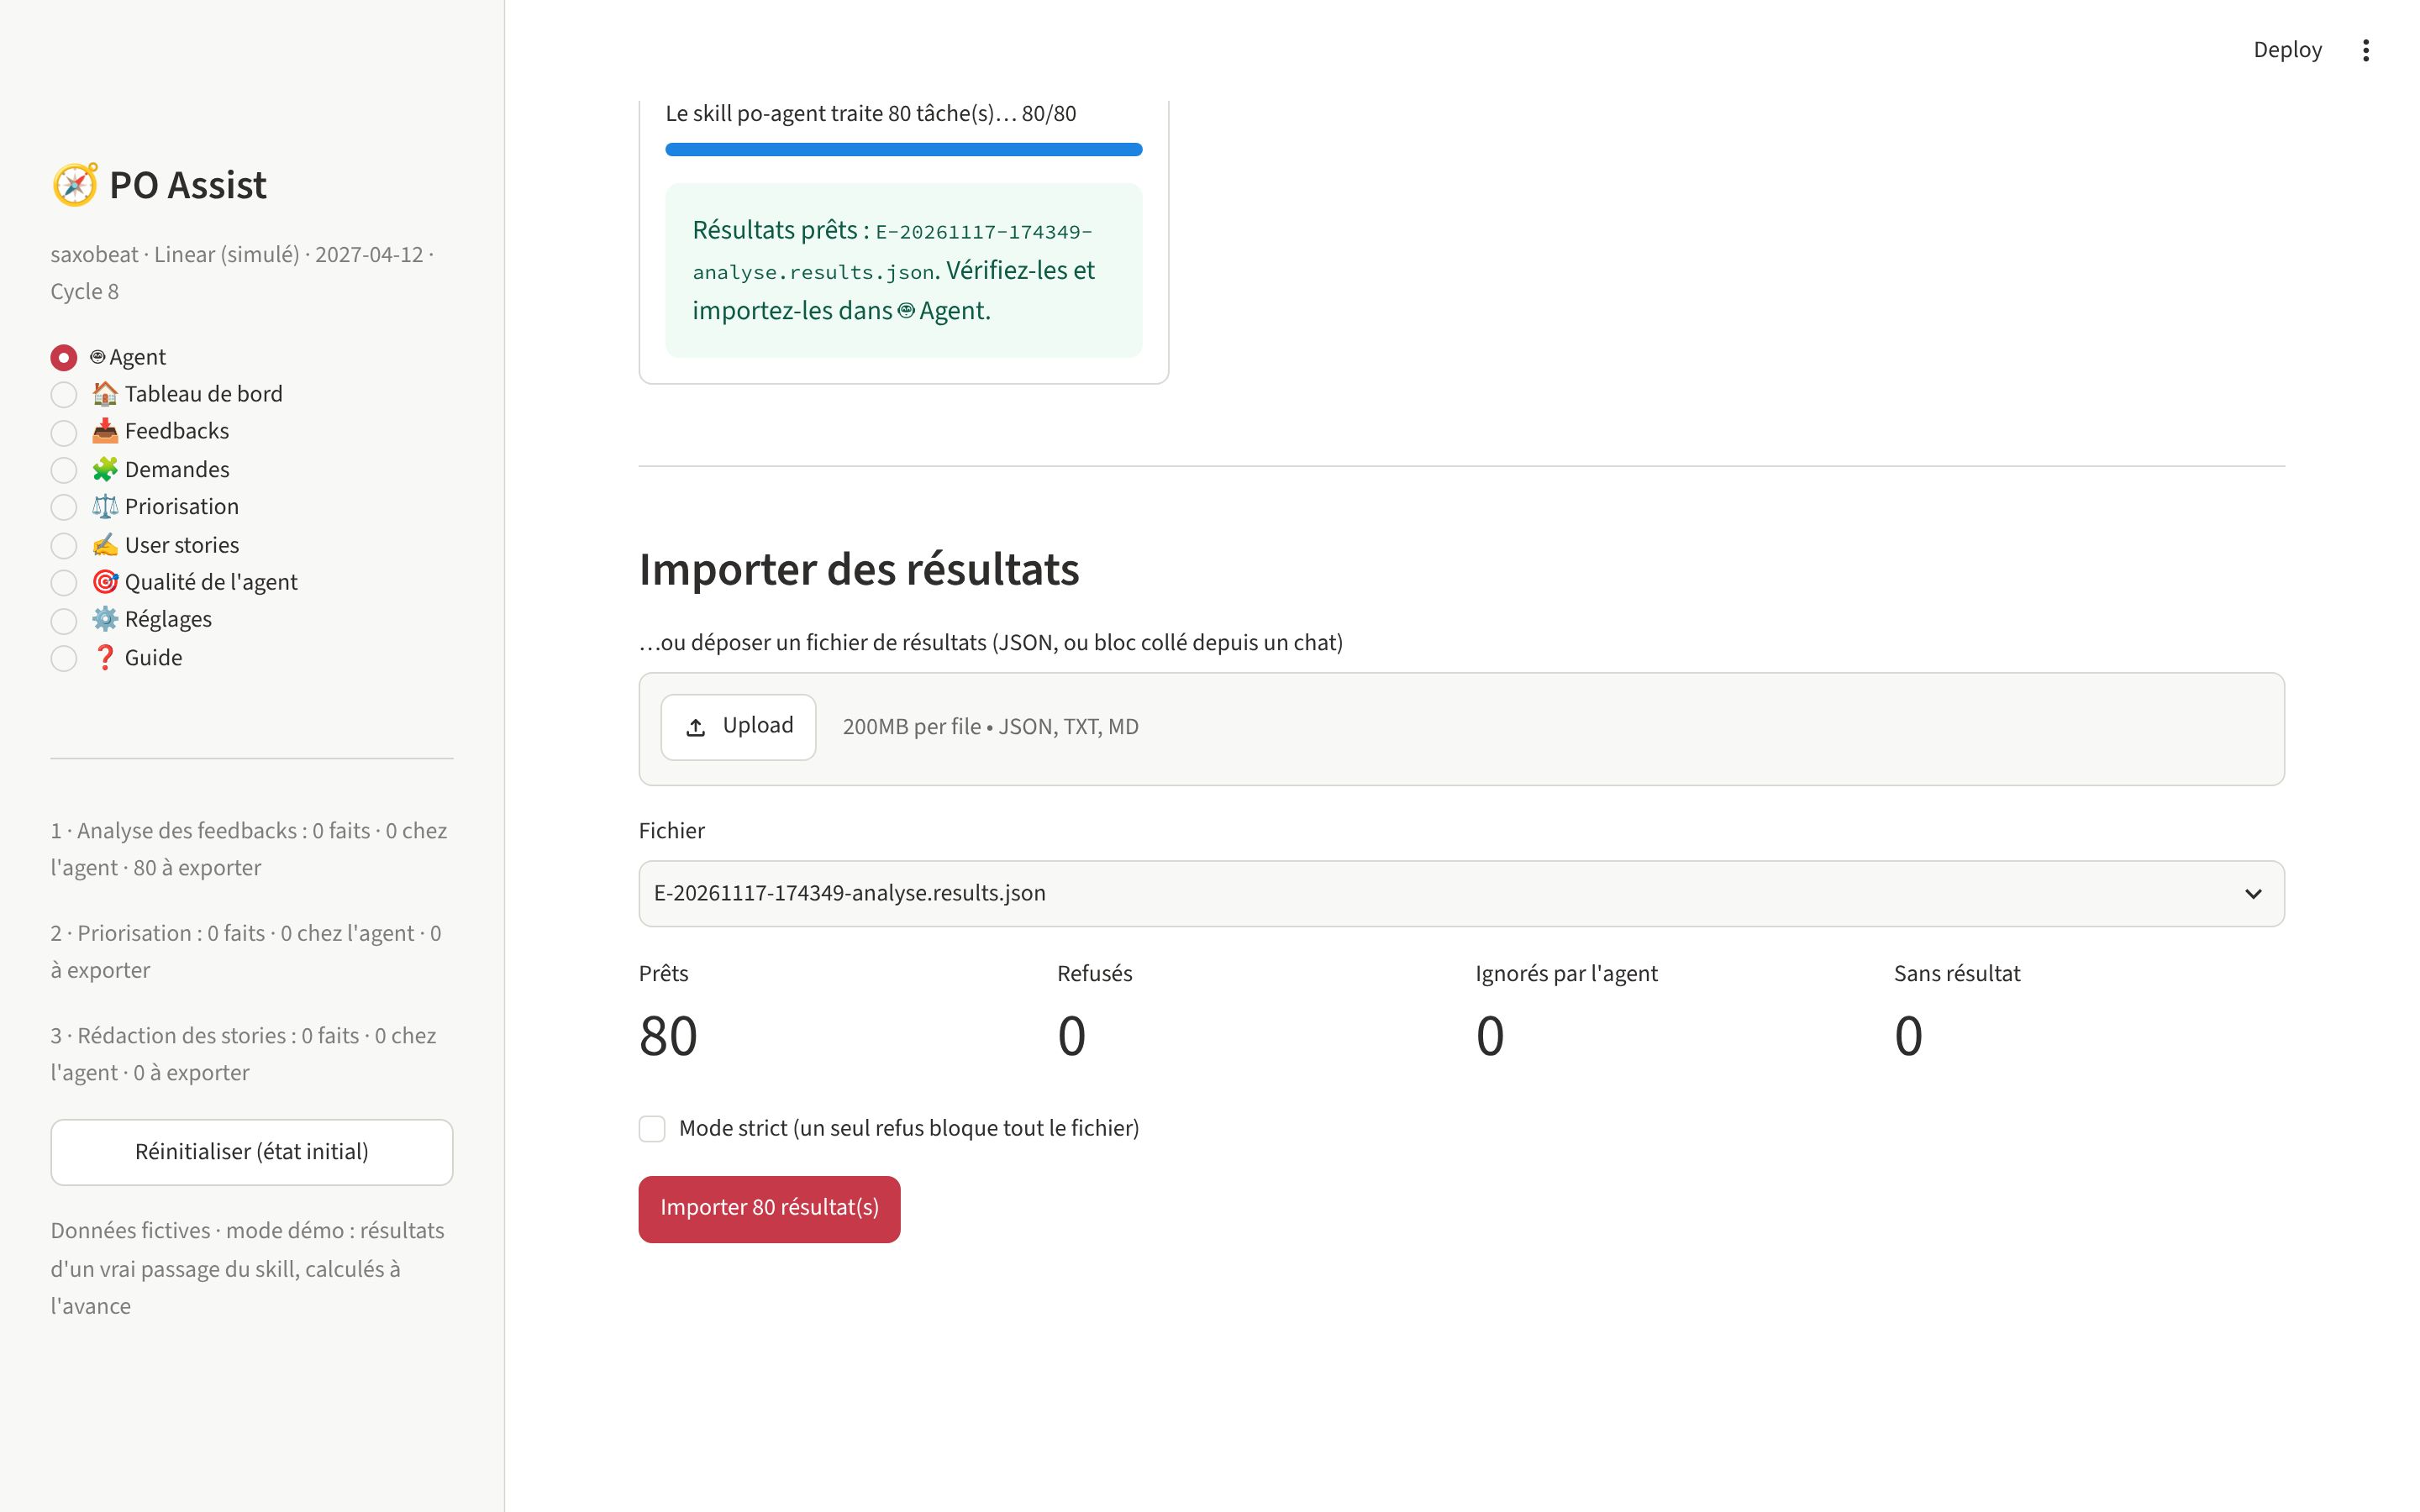 Deploy
PO Assist
saxobeat · Linear (simulé) · 2027-04-12 ·
Cycle 8
Agent
Tableau de bord
Feedbacks
Demandes
Priorisation
User stories
Qualité de l'agent
Réglages
Guide
1 · Analyse des feedbacks : 0 faits · 0 chez
l'agent · 80 à exporter
2 · Priorisation : 0 faits · 0 chez l'agent · 0
à exporter
3 · Rédaction des stories : 0 faits · 0 chez
l'agent · 0 à exporter
Réinitialiser (état initial)
Données fictives · mode démo : résultats
d'un vrai passage du skill, calculés à
l'avance
Le skill po-agent traite 80 tâche(s)… 80/80
Résultats prêts : E-20261117-174349-
analyse.results.json. Vérifiez-les et
importez-les dans Agent.
Importer des résultats
…ou déposer un fichier de résultats (JSON, ou bloc collé depuis un chat)
Upload 200MB per file • JSON, TXT, MD
Fichier
E-20261117-174349-analyse.results.json
Prêts Refusés Ignorés par l'agent Sans résultat
80 0 0 0
Mode strict (un seul refus bloque tout le fichier)
Importer 80 résultat(s)